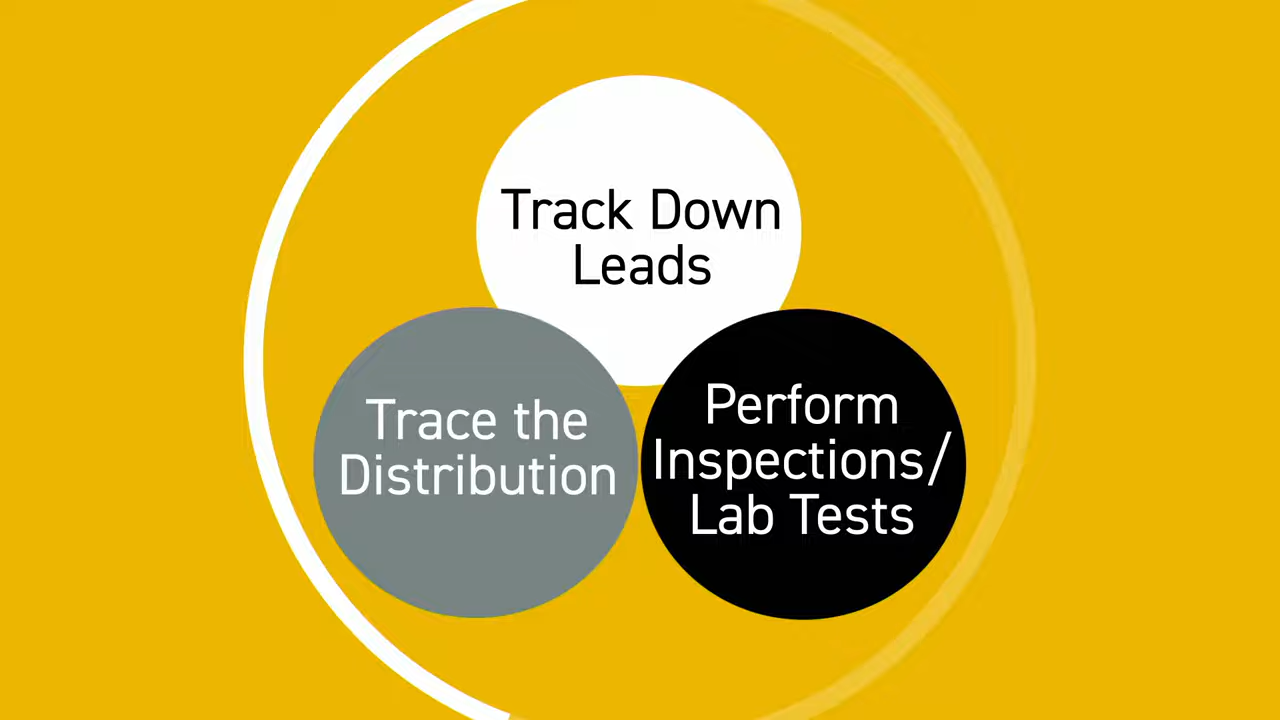 Track Down
Leads
Trace the
Distribution
Perform
Inspections/
Lab Tests